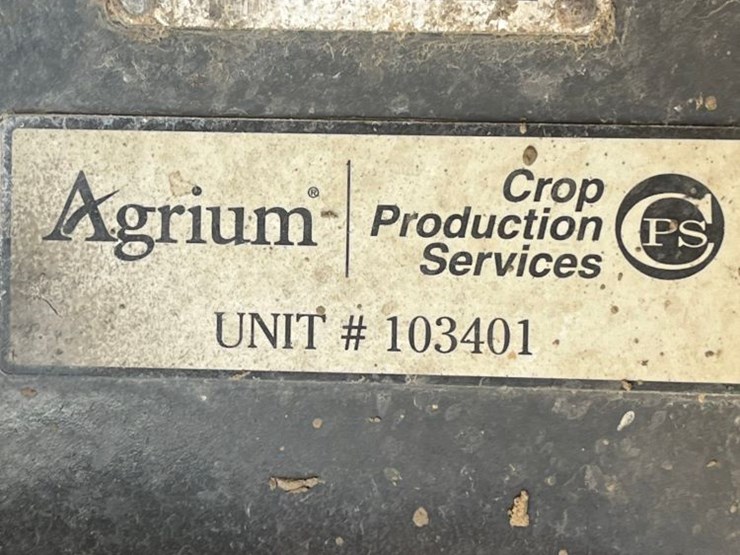 Agrium®
Crop
Production
Services
CPS
UNIT # 103401